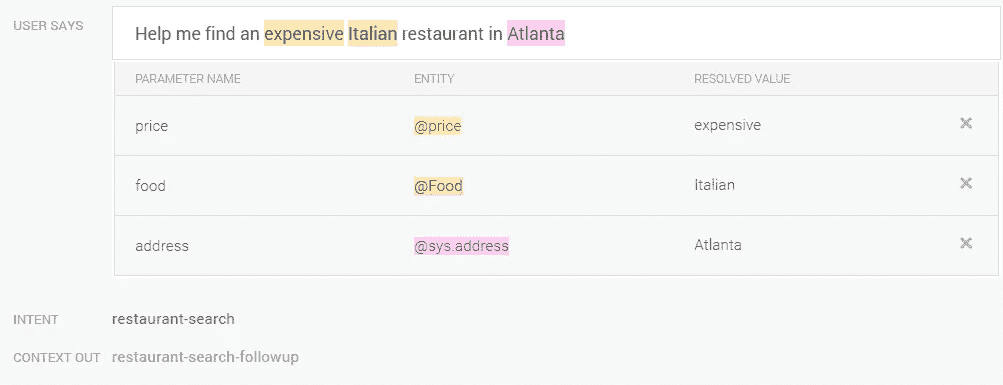 USER SAYS Help me find an expensive Italian restaurant in Atlanta
PARAMETER NAME ENTITY RESOLVED VALUE
price @price expensive
food @Food Italian
address @sys.address Atlanta
INTENT restaurant-search
CONTEXT OUT restaurant-search-followup